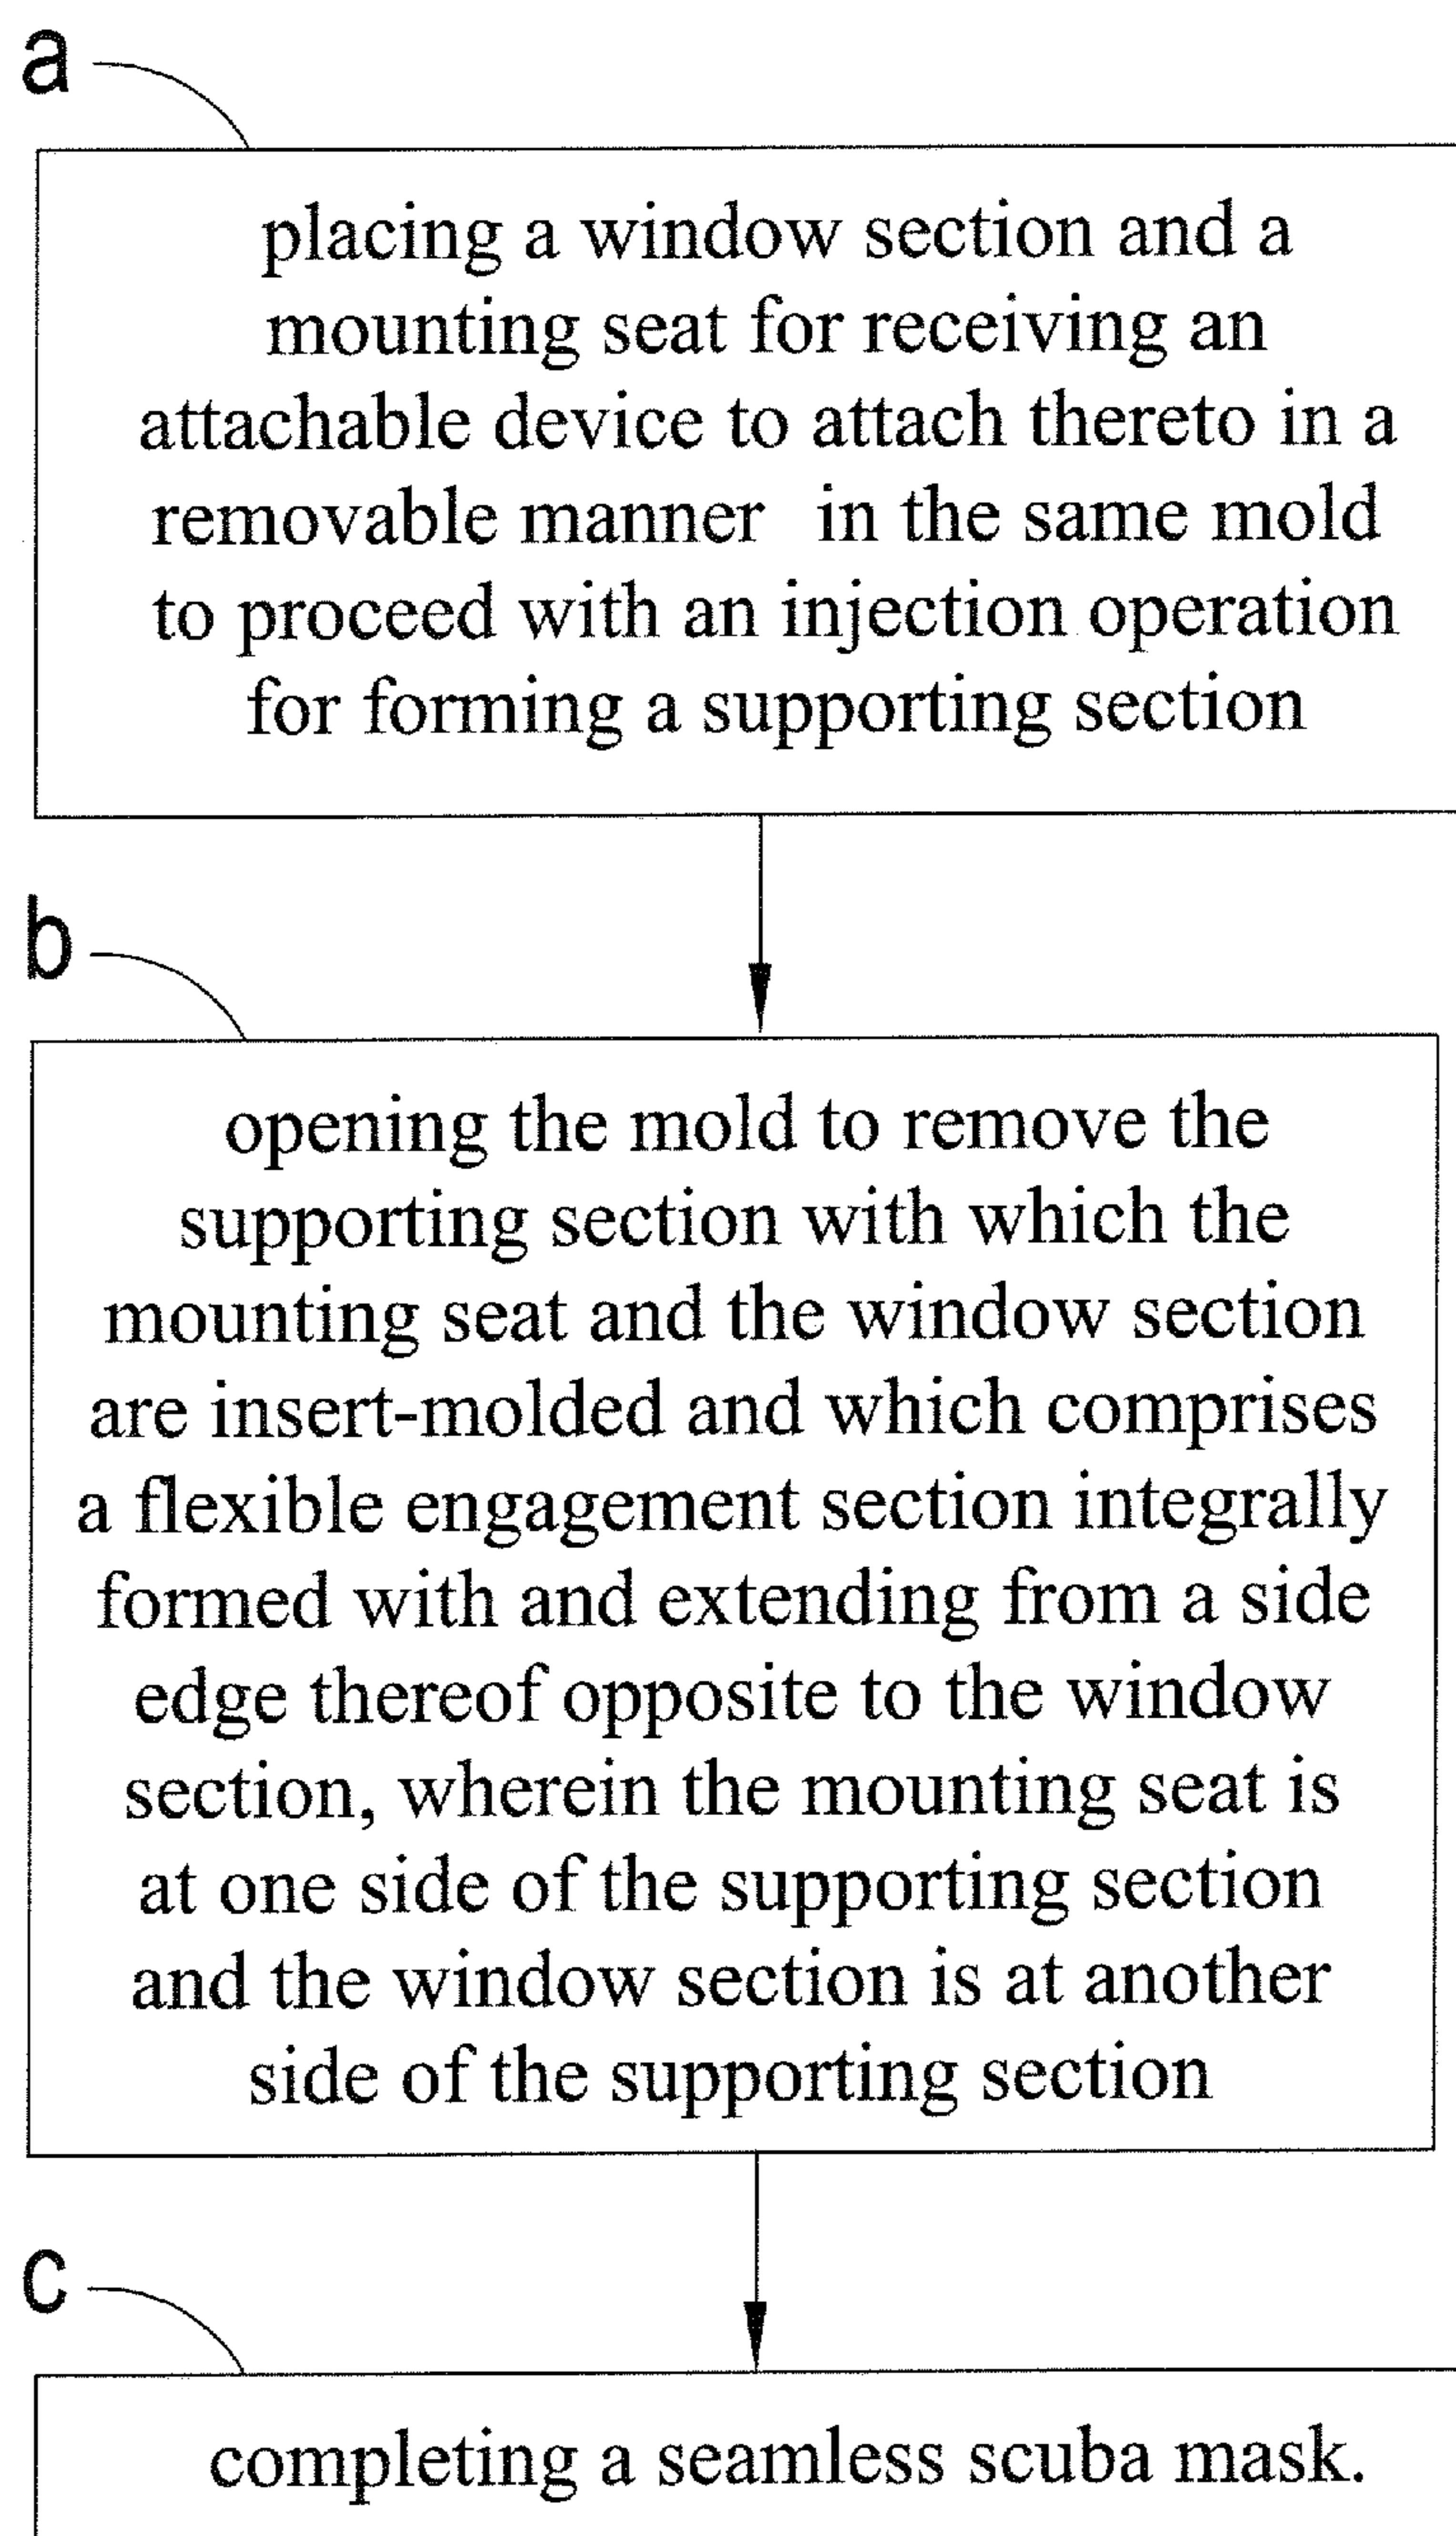 a
placing a window section and a
mounting seat for receiving an
attachable device to attach thereto in a
removable manner in the same mold
to proceed with an injection operation
for forming a supporting section
b
opening the mold to remove the
supporting section with which the
mounting seat and the window section
are insert-molded and which comprises
a flexible engagement section integrally
formed with and extending from a side
edge thereof opposite to the window
section, wherein the mounting seat is
at one side of the supporting section
and the window section is at another
side of the supporting section
c
completing a seamless scuba mask.